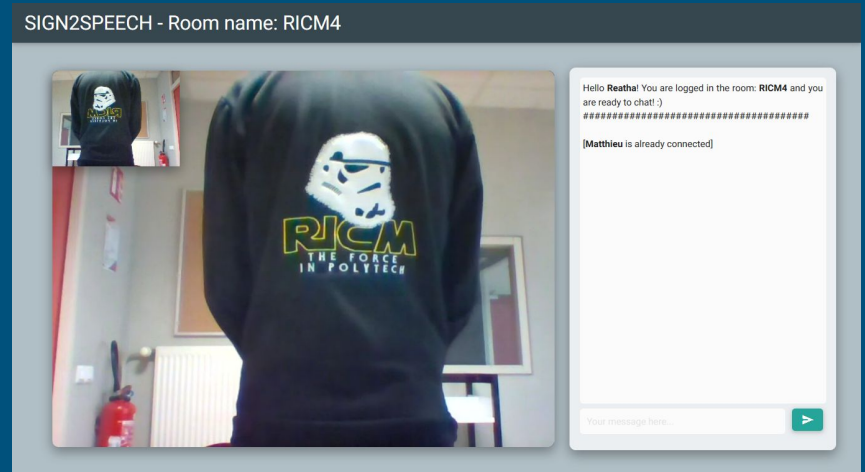 SIGN2SPEECH - Room name: RICM4
RICM
THE FORCE
IN POLYTECH
Hello Reatha! You are logged in the room: RICM4 and you
are ready to chat! :)
#######################################
[Matthieu is already connected]
Your message here...